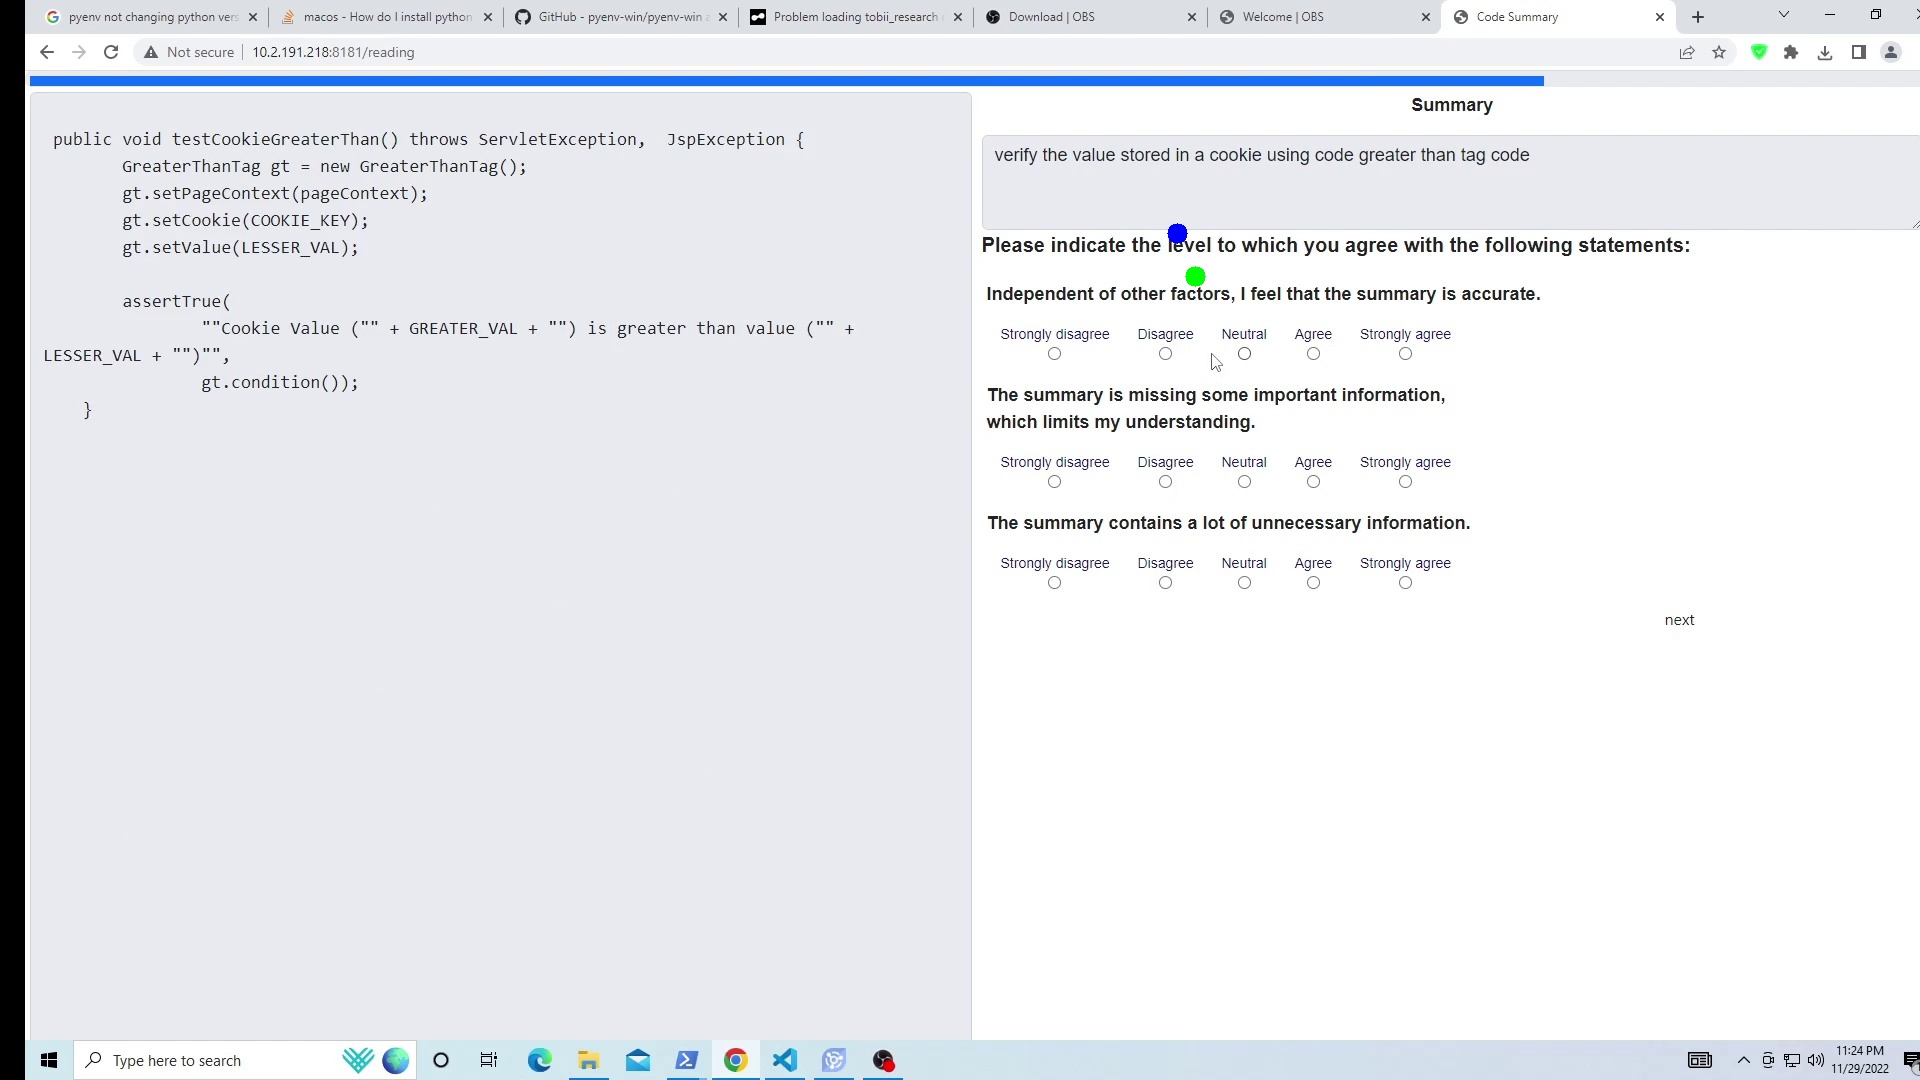 pyenv not changing python vers
macos - How do I install python
GitHub - pyenv-win/pyenv-win a
Problem loading tobii_research
Download | OBS
Welcome | OBS
Code Summary
Not secure
10.2.191.218:8181/reading
public void testCookieGreaterThan() throws ServletException,  JspException {
GreaterThanTag gt = new GreaterThanTag();
gt.setPageContext(pageContext);
gt.setCookie(COOKIE_KEY);
gt.setValue(LESSER_VAL);
assertTrue(
""Cookie Value ("" + GREATER_VAL + "") is greater than value ("" +
LESSER_VAL + "")"",
gt.condition());
}
Summary
verify the value stored in a cookie using code greater than tag code
Please indicate the level to which you agree with the following statements:
Independent of other factors, I feel that the summary is accurate.
Strongly disagree Disagree Neutral Agree Strongly agree
The summary is missing some important information,
which limits my understanding.
Strongly disagree Disagree Neutral Agree Strongly agree
The summary contains a lot of unnecessary information.
Strongly disagree Disagree Neutral Agree Strongly agree
next
Type here to search
11:24 PM
11/29/2022